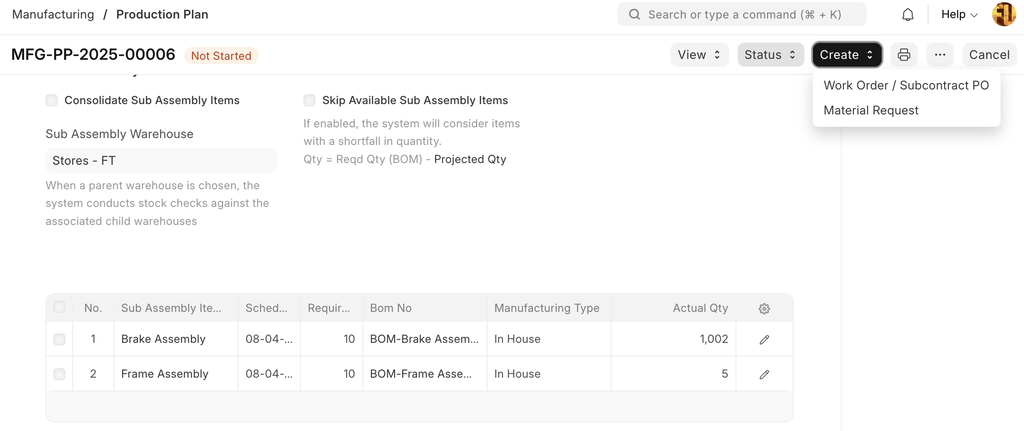 Manufacturing / Production Plan
Search or type a command (⌘ + K)
Help
MFG-PP-2025-00006 Not Started
View
Status
Create
Cancel
Work Order / Subcontract PO
Material Request
Consolidate Sub Assembly Items
Skip Available Sub Assembly Items
Sub Assembly Warehouse
Stores - FT
When a parent warehouse is chosen, the
system conducts stock checks against the
associated child warehouses
If enabled, the system will consider items
with a shortfall in quantity.
Qty = Reqd Qty (BOM) - Projected Qty
No. Sub Assembly Ite... Sched... Requir... Bom No Manufacturing Type Actual Qty
1 Brake Assembly 08-04-... 10 BOM-Brake Assem... In House 1,002
2 Frame Assembly 08-04-... 10 BOM-Frame Asse... In House 5